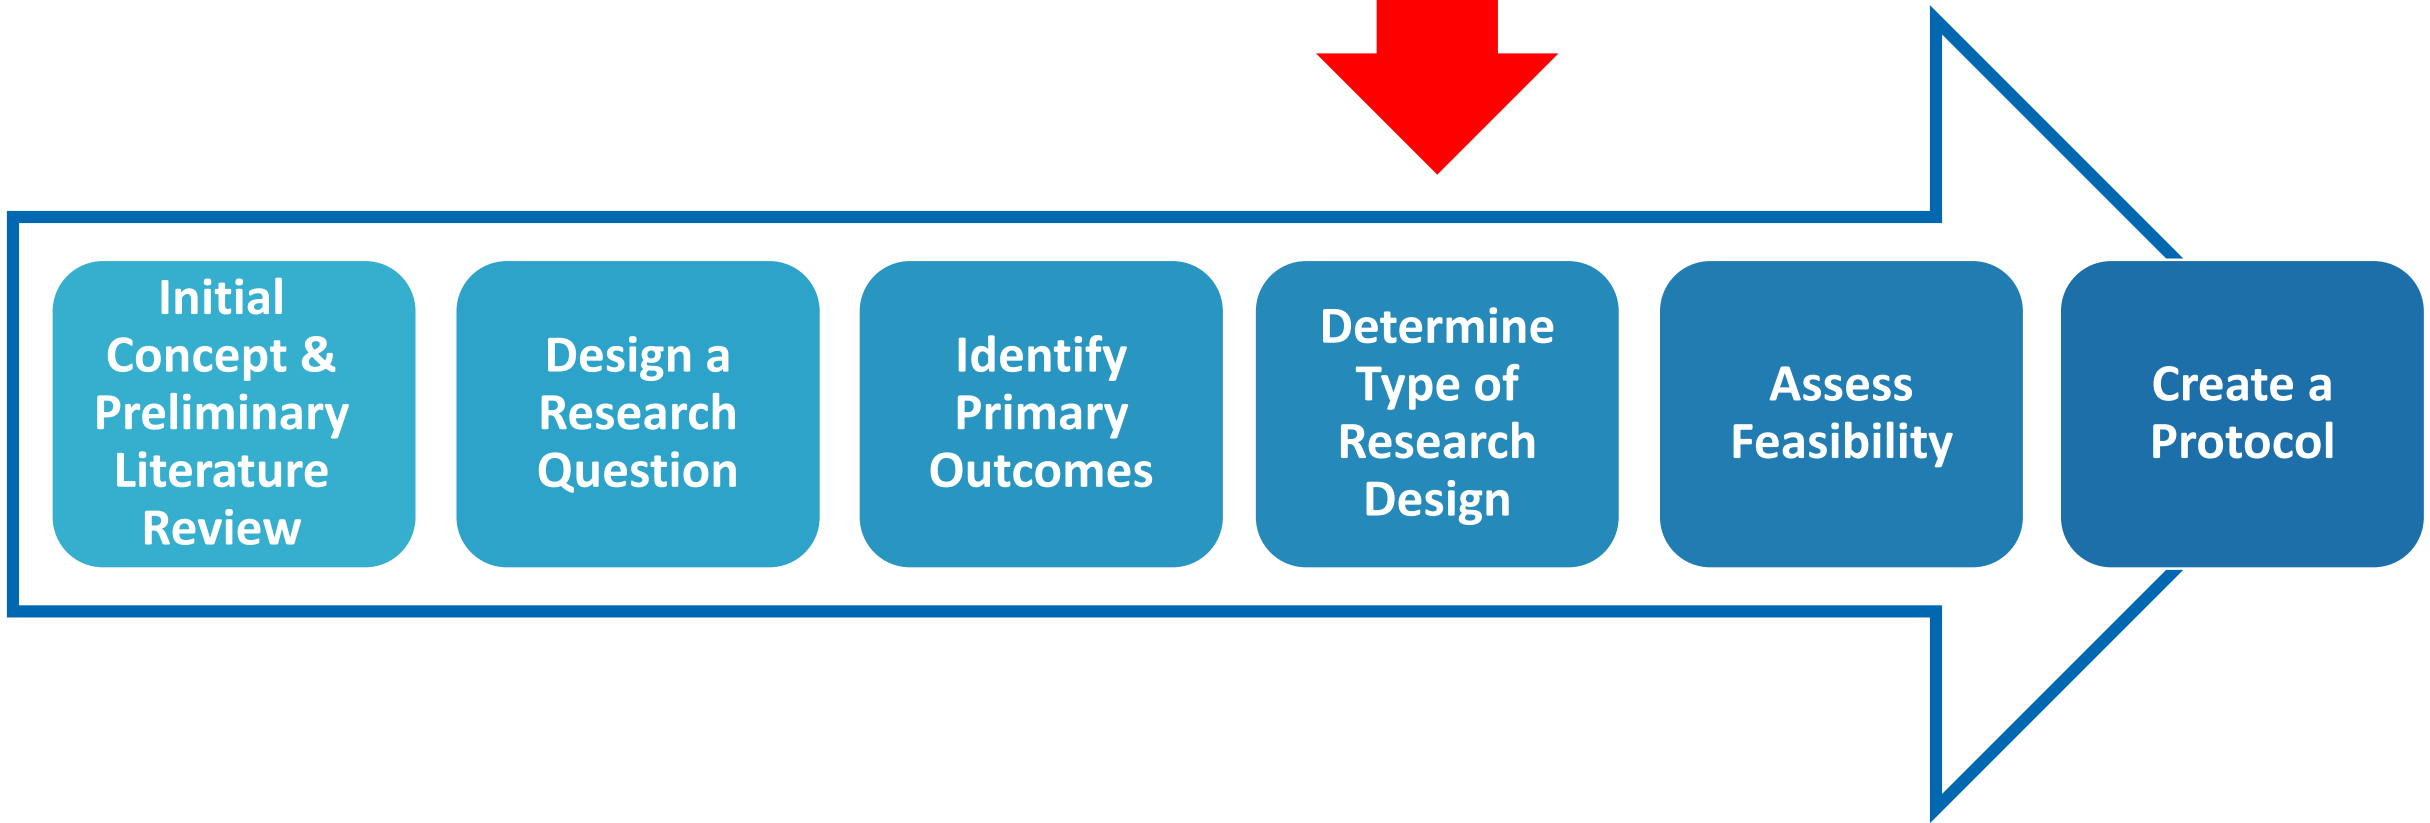 Initial
Concept &
Preliminary
Literature
Review
Design a
Research
Question
Identify
Primary
Outcomes
Determine
Type of
Research
Design
Assess
Feasibility
Create a
Protocol